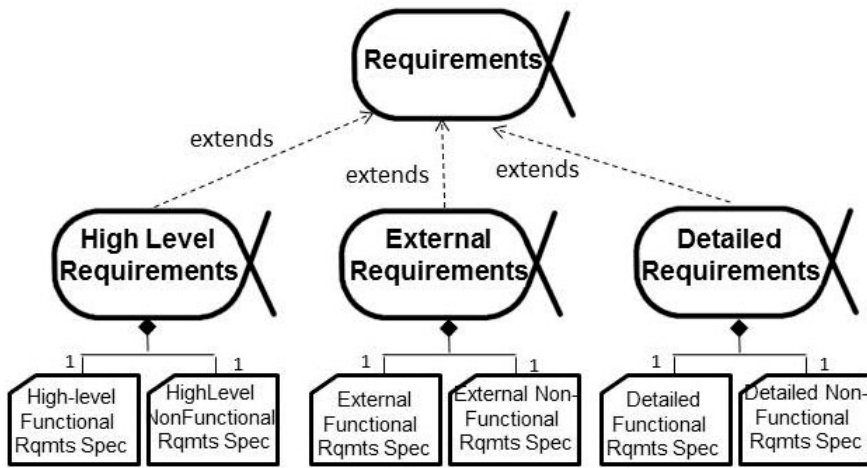 Requirements
extends
extends
extends
High Level
Requirements
External
Requirements
Detailed
Requirements
1
1
1
1
1
1
High-level
Functional
Rqmts Spec
HighLevel
NonFunctional
Rqmts Spec
External
Functional
Rqmts Spec
External Non-
Functional
Rqmts Spec
Detailed
Functional
Rqmts Spec
Detailed Non-
Functional
Rqmts Spec